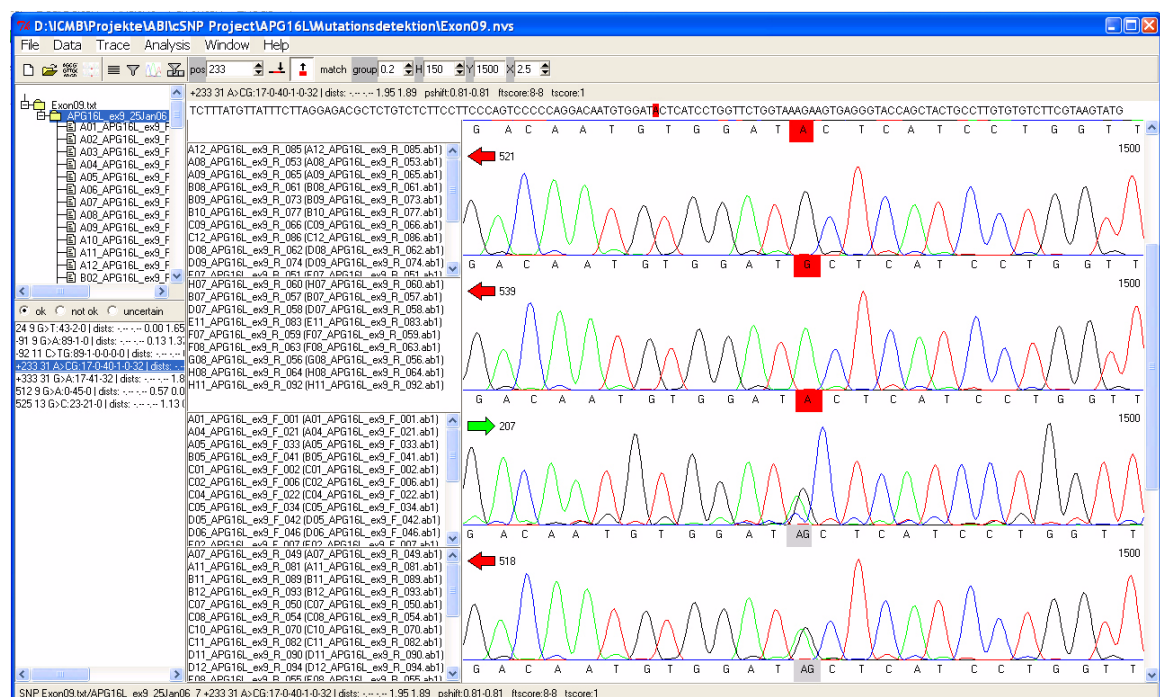 D:\ICMB\Projekte\ABI\cSNP Project\APG16L\Mutationsdetektion\Exon09.nvs
File Data Trace Analysis Window Help
pos 233 match group 0.2 H 150 Y 1500 X 2.5
+233 31 A>CG:17-0-40-1-0-32 | dists: -.-- -.-- 1.95 1.89 pshift:0.81-0.81 ftscore:8-8 tscore:1
TCTTTATGTTATTTCTTAGGAGACGCTCTGTCTCTTCCTTCCCAGTCCCCCAGGACAATGTGGATACTCATCCTGGTTCTGGTAAAGAAGTGAGGGTACCAGCTACTGCCTTGTGTGTCTTCGTAAGTATG
Exon09.txt
APG16L_ex9_25Jan06
A01_APG16L_ex9_F
A02_APG16L_ex9_F
A03_APG16L_ex9_F
A04_APG16L_ex9_F
A05_APG16L_ex9_F
A06_APG16L_ex9_F
A07_APG16L_ex9_F
A08_APG16L_ex9_F
A09_APG16L_ex9_F
A10_APG16L_ex9_F
A11_APG16L_ex9_F
A12_APG16L_ex9_F
B02_APG16L_ex9_F
ok not ok uncertain
24 9 G>T:43-2-0 | dists: -.-- -.-- 0.00 1.65
-91 9 G>A:89-1-0 | dists: -.-- -.-- 0.13 1.3
-92 11 C>TG:89-1-0-0-0-0 | dists: -.-- -.--
+233 31 A>CG:17-0-40-1-0-32 | dists: -.--
+333 31 G>A:17-41-32 | dists: -.-- -.-- 1.8
512 9 G>A:0-45-0 | dists: -.-- -.-- 0.57 0.0
525 13 G>C:23-21-0 | dists: -.-- -.-- 1.13
A12_APG16L_ex9_R_085 (A12_APG16L_ex9_R_085.ab1)
A08_APG16L_ex9_R_053 (A08_APG16L_ex9_R_053.ab1)
A09_APG16L_ex9_R_065 (A09_APG16L_ex9_R_065.ab1)
B08_APG16L_ex9_R_061 (B08_APG16L_ex9_R_061.ab1)
B09_APG16L_ex9_R_073 (B09_APG16L_ex9_R_073.ab1)
B10_APG16L_ex9_R_077 (B10_APG16L_ex9_R_077.ab1)
C09_APG16L_ex9_R_066 (C09_APG16L_ex9_R_066.ab1)
C12_APG16L_ex9_R_086 (C12_APG16L_ex9_R_086.ab1)
D08_APG16L_ex9_R_062 (D08_APG16L_ex9_R_062.ab1)
D09_APG16L_ex9_R_074 (D09_APG16L_ex9_R_074.ab1)
E07_APG16L_ex9_R_051 (E07_APG16L_ex9_R_051.ab1)
G A C A A T G T G G A T A C T C A T C C T G G T T
521
1500
G A C A A T G T G G A T G C T C A T C C T G G T T
H07_APG16L_ex9_R_060 (H07_APG16L_ex9_R_060.ab1)
B07_APG16L_ex9_R_057 (B07_APG16L_ex9_R_057.ab1)
D07_APG16L_ex9_R_058 (D07_APG16L_ex9_R_058.ab1)
E11_APG16L_ex9_R_083 (E11_APG16L_ex9_R_083.ab1)
F07_APG16L_ex9_R_059 (F07_APG16L_ex9_R_059.ab1)
F08_APG16L_ex9_R_063 (F08_APG16L_ex9_R_063.ab1)
G08_APG16L_ex9_R_056 (G08_APG16L_ex9_R_056.ab1)
H08_APG16L_ex9_R_064 (H08_APG16L_ex9_R_064.ab1)
H11_APG16L_ex9_R_092 (H11_APG16L_ex9_R_092.ab1)
539
1500
G A C A A T G T G G A T A C T C A T C C T G G T T
A01_APG16L_ex9_F_001 (A01_APG16L_ex9_F_001.ab1)
A04_APG16L_ex9_F_021 (A04_APG16L_ex9_F_021.ab1)
A05_APG16L_ex9_F_033 (A05_APG16L_ex9_F_033.ab1)
B05_APG16L_ex9_F_041 (B05_APG16L_ex9_F_041.ab1)
C01_APG16L_ex9_F_002 (C01_APG16L_ex9_F_002.ab1)
C02_APG16L_ex9_F_006 (C02_APG16L_ex9_F_006.ab1)
C04_APG16L_ex9_F_022 (C04_APG16L_ex9_F_022.ab1)
C05_APG16L_ex9_F_034 (C05_APG16L_ex9_F_034.ab1)
D05_APG16L_ex9_F_042 (D05_APG16L_ex9_F_042.ab1)
D06_APG16L_ex9_F_046 (D06_APG16L_ex9_F_046.ab1)
E02_APG16L_ex9_F_007 (E02_APG16L_ex9_F_007.ab1)
207
1500
G A C A A T G T G G A T AG C T C A T C C T G G T T
A07_APG16L_ex9_R_049 (A07_APG16L_ex9_R_049.ab1)
A11_APG16L_ex9_R_081 (A11_APG16L_ex9_R_081.ab1)
B11_APG16L_ex9_R_089 (B11_APG16L_ex9_R_089.ab1)
B12_APG16L_ex9_R_093 (B12_APG16L_ex9_R_093.ab1)
C07_APG16L_ex9_R_050 (C07_APG16L_ex9_R_050.ab1)
C08_APG16L_ex9_R_054 (C08_APG16L_ex9_R_054.ab1)
C10_APG16L_ex9_R_070 (C10_APG16L_ex9_R_070.ab1)
C11_APG16L_ex9_R_082 (C11_APG16L_ex9_R_082.ab1)
D11_APG16L_ex9_R_090 (D11_APG16L_ex9_R_090.ab1)
D12_APG16L_ex9_R_094 (D12_APG16L_ex9_R_094.ab1)
E08_APG16L_ex9_R_055 (E08_APG16L_ex9_R_055.ab1)
518
1500
G A C A A T G T G G A T AG C T C A T C C T G G T T
SNP Exon09.txt/APG16L_ex9_25Jan06_7 +233 31 A>CG:17-0-40-1-0-32 | dists: -.-- -.-- 1.95 1.89 pshift:0.81-0.81 ftscore:8-8 tscore:1